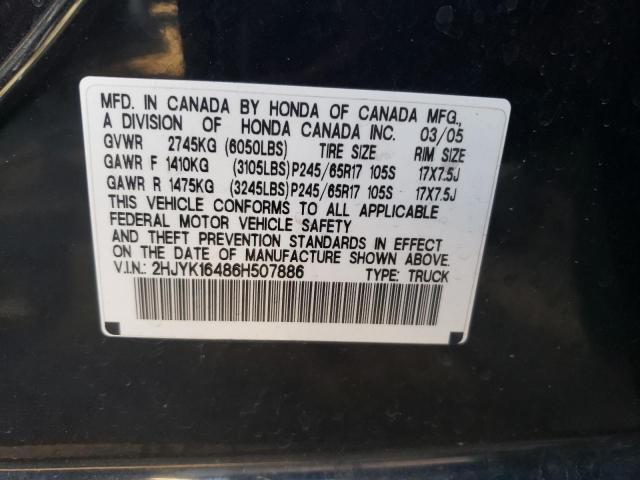 MFD. IN CANADA BY HONDA OF CANADA MFG.,
A DIVISION OF HONDA CANADA INC. 03/05
GVWR 2745KG (6050LBS) TIRE SIZE RIM SIZE
GAWR F 1410KG (3105LBS)P245/65R17 105S 17X7.5J
GAWR R 1475KG (3245LBS)P245/65R17 105S 17X7.5J
THIS VEHICLE CONFORMS TO ALL APPLICABLE
FEDERAL MOTOR VEHICLE SAFETY
AND THEFT PREVENTION STANDARDS IN EFFECT
ON THE DATE OF MANUFACTURE SHOWN ABOVE.
V.I.N.: 2HJYK16486H507886 TYPE: TRUCK